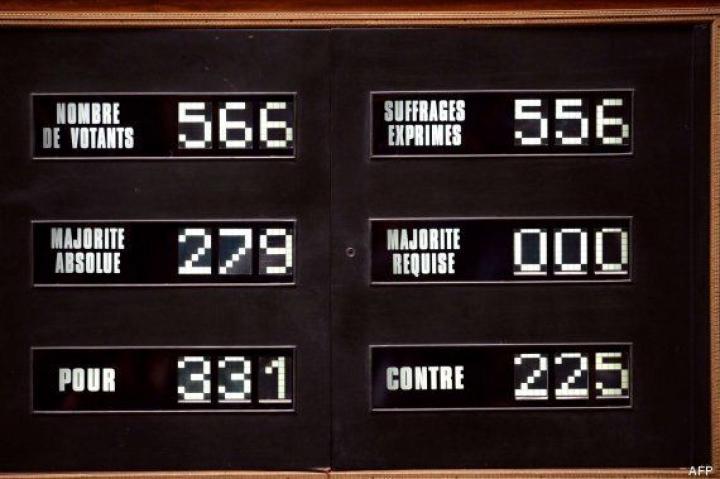 NOMBRE
DE VOTANTS
566
SUFFRAGES
EXPRIMES
556
MAJORITE
ABSOLUE
279
MAJORITE
REQUISE
000
POUR
331
CONTRE
225
AFP